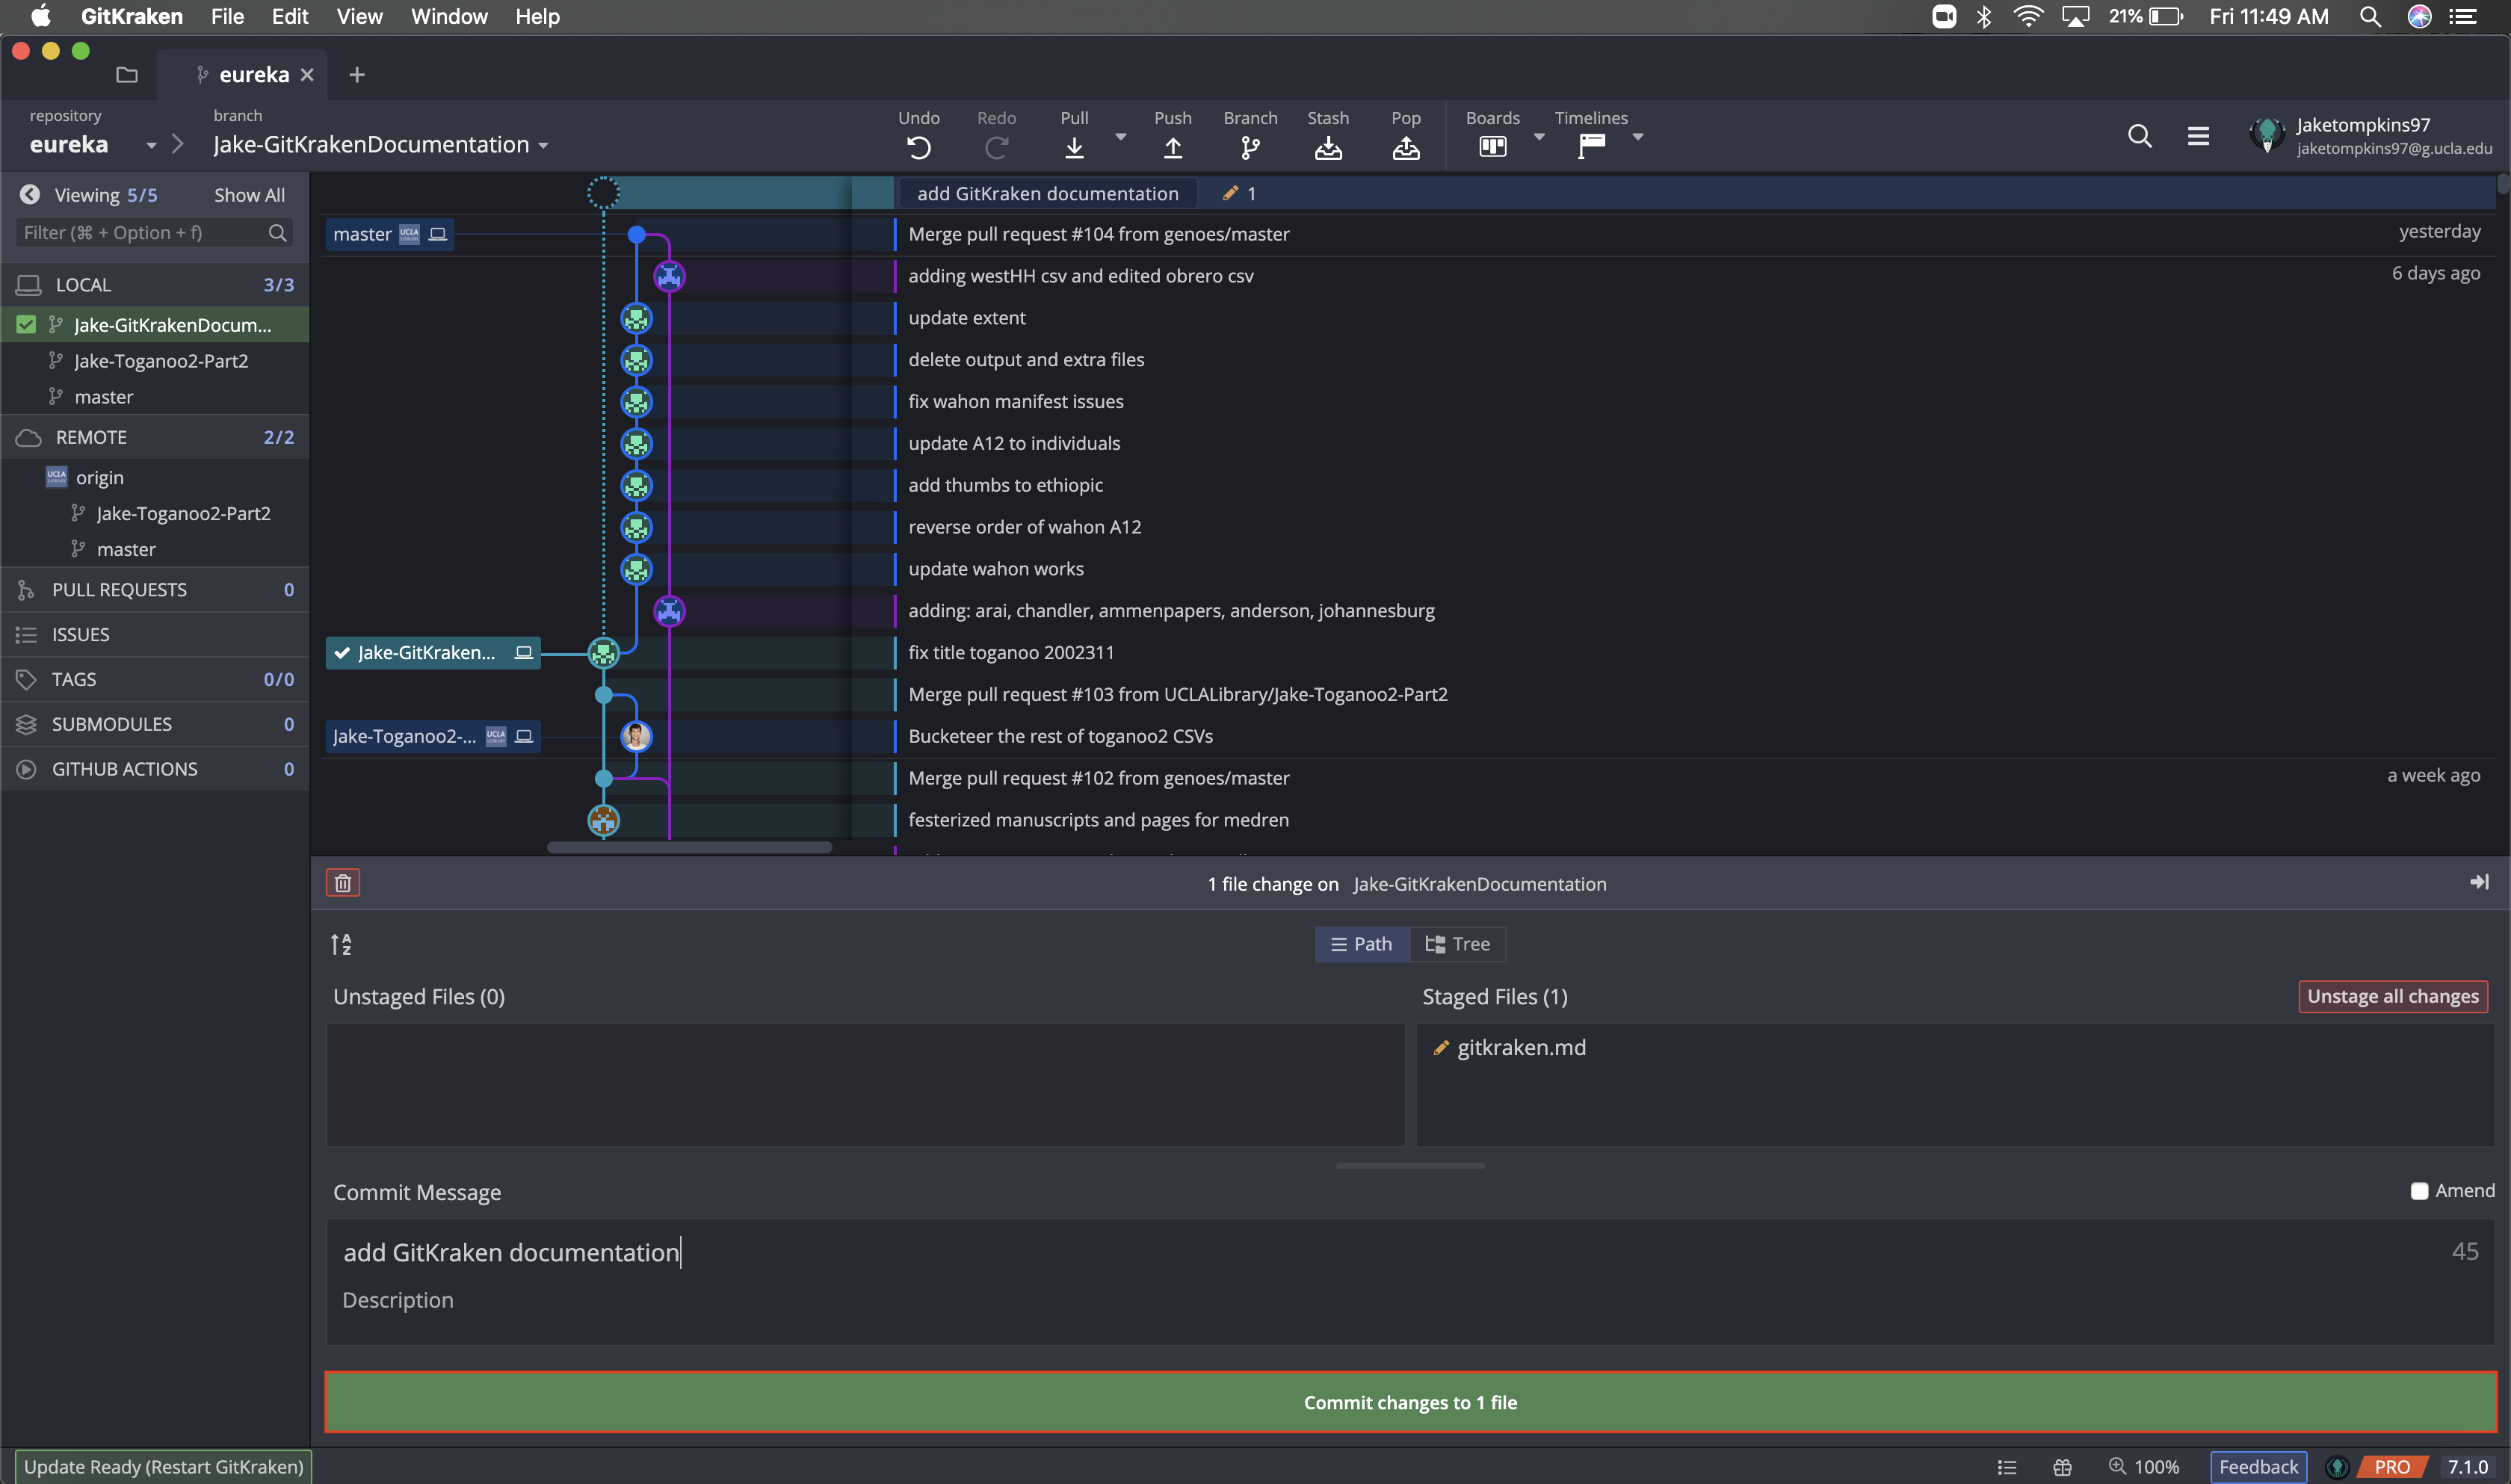 GitKraken File Edit View Window Help 21% Fri 11:49 AM
eureka
repository branch
eureka Jake-GitKrakenDocumentation
Undo Redo Pull Push Branch Stash Pop Boards Timelines
Jaketompkins97
jaketompkins97@g.ucla.edu
Viewing 5/5 Show All
Filter (⌘ + Option + f)
LOCAL 3/3
Jake-GitKrakenDocum...
Jake-Toganoo2-Part2
master
REMOTE 2/2
UCLA LIBRARY origin
Jake-Toganoo2-Part2
master
PULL REQUESTS 0
ISSUES
TAGS 0/0
SUBMODULES 0
GITHUB ACTIONS 0
add GitKraken documentation 1
master UCLA LIBRARY Merge pull request #104 from genoes/master yesterday
adding westHH csv and edited obrero csv 6 days ago
update extent
delete output and extra files
fix wahon manifest issues
update A12 to individuals
add thumbs to ethiopic
reverse order of wahon A12
update wahon works
adding: arai, chandler, ammenpapers, anderson, johannesburg
Jake-GitKraken... fix title toganoo 2002311
Merge pull request #103 from UCLALibrary/Jake-Toganoo2-Part2
Jake-Toganoo2-... UCLA LIBRARY Bucketeer the rest of toganoo2 CSVs
Merge pull request #102 from genoes/master a week ago
festerized manuscripts and pages for medren
1 file change on Jake-GitKrakenDocumentation
A
Z
Path Tree
Unstaged Files (0)
Staged Files (1) Unstage all changes
gitkraken.md
Commit Message Amend
add GitKraken documentation 45
Description
Commit changes to 1 file
Update Ready (Restart GitKraken) 100% Feedback PRO 7.1.0